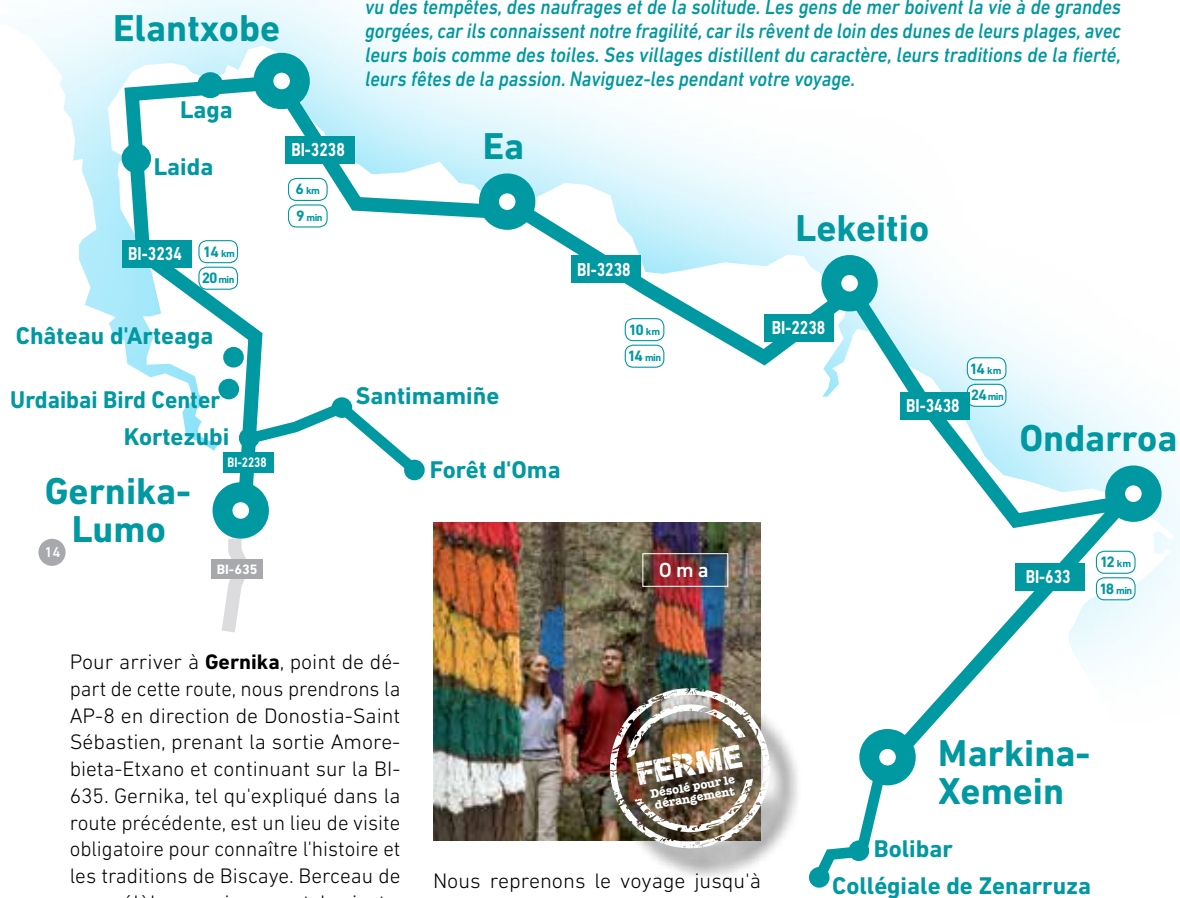 vu des tempêtes, des naufrages et de la solitude. Les gens de mer boivent la vie à de grandes
gorgées, car ils connaissent notre fragilité, car ils rêvent de loin des dunes de leurs plages, avec
leurs bois comme des toiles. Ses villages distillent du caractère, leurs traditions de la fierté,
leurs fêtes de la passion. Naviguez-les pendant votre voyage.
Elantxobe
Laga
Laida
BI-3238
6 km
9 min
Ea
BI-3234
14 km
20 min
BI-3238
10 km
14 min
BI-2238
Lekeitio
14 km
24 min
BI-3438
Ondarroa
Château d'Arteaga
Urdaibai Bird Center
Kortezubi
Santimamiñe
Forêt d'Oma
BI-2238
Gernika-
Lumo
14
BI-635
BI-633
12 km
18 min
Markina-
Xemein
Bolibar
Collégiale de Zenarruza
Oma
FERME
Désolé pour le
dérangement
Pour arriver à Gernika, point de dé-
part de cette route, nous prendrons la
AP-8 en direction de Donostia-Saint
Sébastien, prenant la sortie Amore-
bieta-Etxano et continuant sur la BI-
635. Gernika, tel qu'expliqué dans la
route précédente, est un lieu de visite
obligatoire pour connaître l'histoire et
les traditions de Biscaye. Berceau de
Nous reprenons le voyage jusqu'à